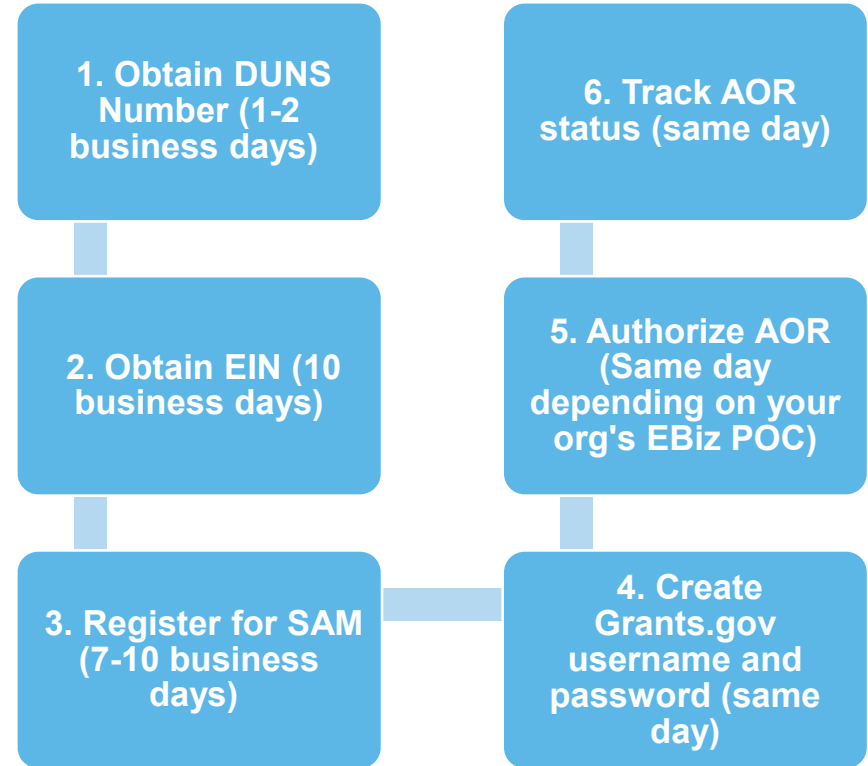 1. Obtain DUNS
Number (1-2
business days)
2. Obtain EIN (10
business days)
3. Register for SAM
(7-10 business
days)
4. Create
Grants.gov
username and
password (same
day)
5. Authorize AOR
(Same day
depending on your
org's EBiz POC)
6. Track AOR
status (same day)